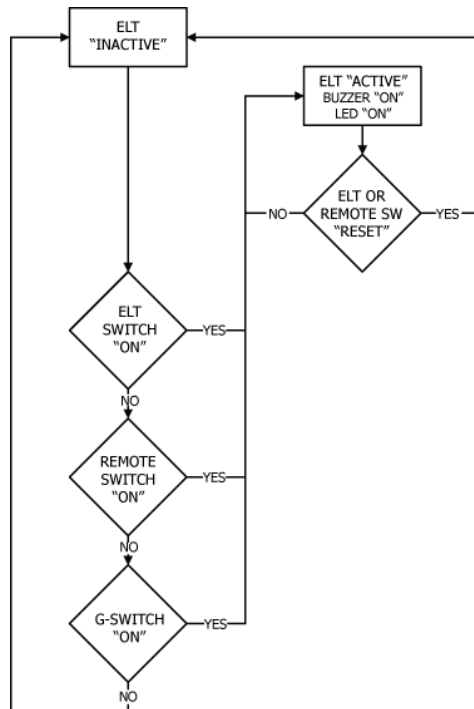 ELT
“INACTIVE”
ELT “ACTIVE”
BUZZER “ON”
LED “ON”
NO
ELT OR
REMOTE SW
“RESET”
YES
ELT
SWITCH
“ON”
YES
NO
REMOTE
SWITCH
“ON”
YES
NO
G-SWITCH
“ON”
YES
NO